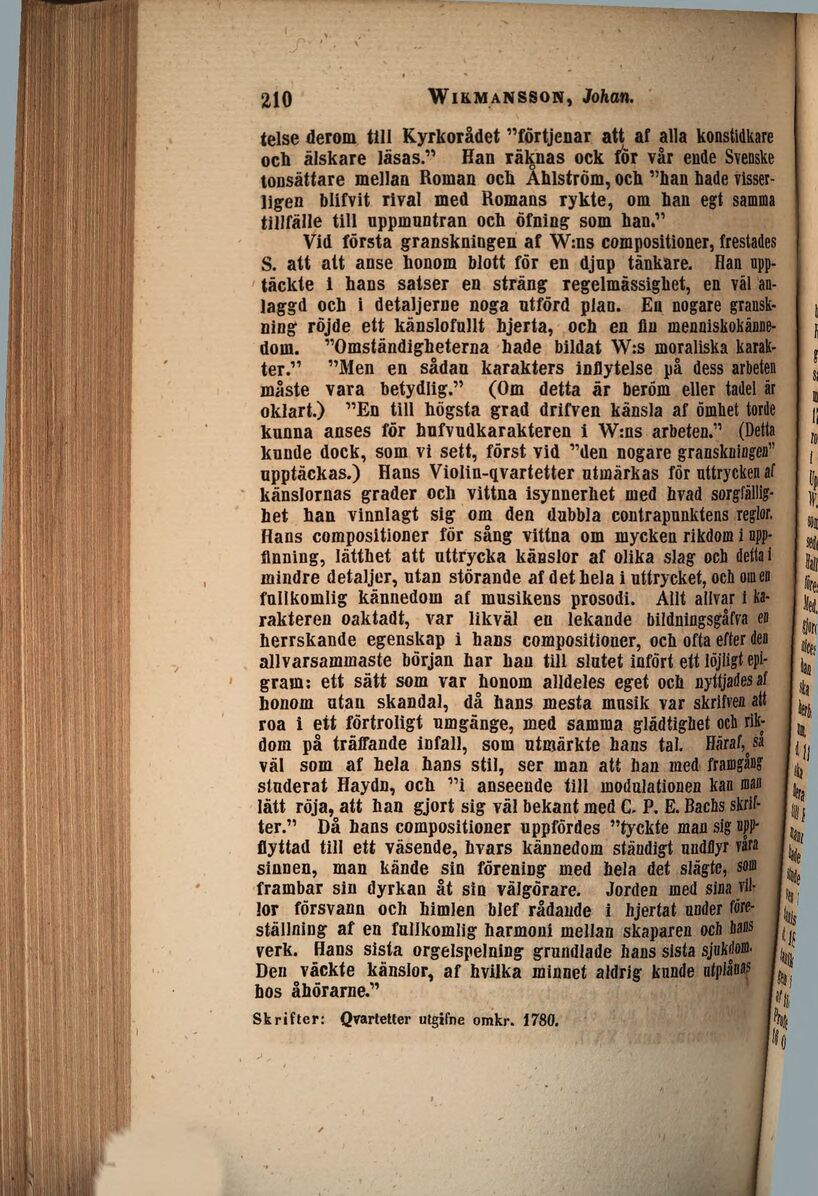 210 WIKMANSSON, Johan.
telse derom till Kyrkorådet ”förtjenar att af alla konstidkare
och älskare läsas.” Han räknas ock för vår ende Svenske
tonsättare mellan Roman och Åhlström, och ”han hade visser-
ligen blifvit rival med Romans rykte, om han egt samma
tillfälle till uppmuntran och öfning som han.”
Vid första granskningen af W:ns compositioner, frestades
S. att att anse honom blott för en djup tänkare. Han upp-
täckte i hans satser en sträng regelmässighet, en väl an-
laggd och i detaljerne noga utförd plan. En nogare gransk-
ning röjde ett känslofullt hjerta, och en fin menniskokänne-
dom. ”Omständigheterna hade bildat W:s moraliska karak-
ter.” ”Men en sådan karakters inflytelse på dess arbeten
måste vara betydlig.” (Om detta är beröm eller tadel är
oklart.) ”En till högsta grad drifven känsla af ömhet torde
kunna anses för hufvudkarakteren i W:ns arbeten.” (Detta
kunde dock, som vi sett, först vid ”den nogare granskningen”
upptäckas.) Hans Violin-qvartetter utmärkas för uttrycken af
känslornas grader och vittna isynnerhet med hvad sorgfällig-
het han vinnlagt sig om den dubbla contrapunktens reglor.
Hans compositioner för sång vittna om mycken rikdom i upp-
finning, lätthet att uttrycka känslor af olika slag och detta i
mindre detaljer, utan störande af det hela i uttrycket, och om en
fullkomlig kännedom af musikens prosodi. Allt allvar i ka-
rakteren oaktadt, var likväl en lekande bildningsgåfva en
herrskande egenskap i hans compositioner, och ofta efter den
allvarsammaste början har han till slutet infört ett löjligt epi-
gram: ett sätt som var honom alldeles eget och nyttjades af
honom utan skandal, då hans mesta musik var skrifven att
roa i ett förtroligt umgänge, med samma glädtighet och rik-
dom på träffande infall, som utmärkte hans tal. Häraf, så
väl som af hela hans stil, ser man att han med framgång
studerat Haydn, och ”i anseende till modulationen kan man
lätt röja, att han gjort sig väl bekant med C. P. E. Bachs skrif-
ter.” Då hans compositioner uppfördes ”tyckte man sig upp-
flyttad till ett väsende, hvars kännedom ständigt undflyr våra
sinnen, man kände sin förening med hela det slägte, som
frambar sin dyrkan åt sin välgörare. Jorden med sina vil-
lor försvann och himlen blef rådande i hjertat under före-
ställning af en fullkomlig harmoni mellan skaparen och hans
verk. Hans sista orgelspelning grundlade hans sista sjukdom.
Den väckte känslor, af hvilka minnet aldrig kunde utplånas
hos åhörarne.”
Skrifter: Qvartetter utgifne omkr. 1780.